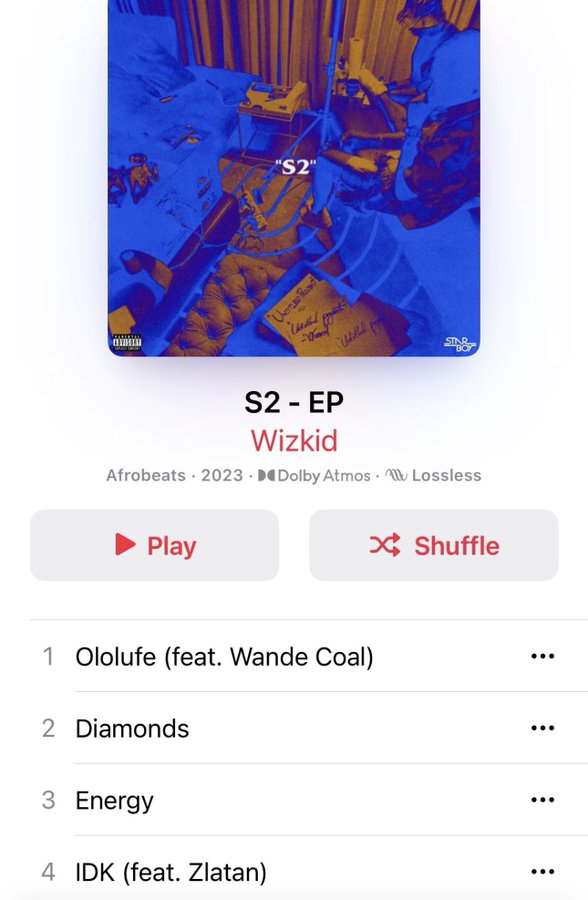 "S2"
PARENTAL
ADVISORY
EXPLICIT CONTENT
STAR
BOY
S2 - EP
Wizkid
Afrobeats · 2023 · Dolby Atmos · Lossless
Play
Shuffle
1 Ololufe (feat. Wande Coal)
2 Diamonds
3 Energy
4 IDK (feat. Zlatan)